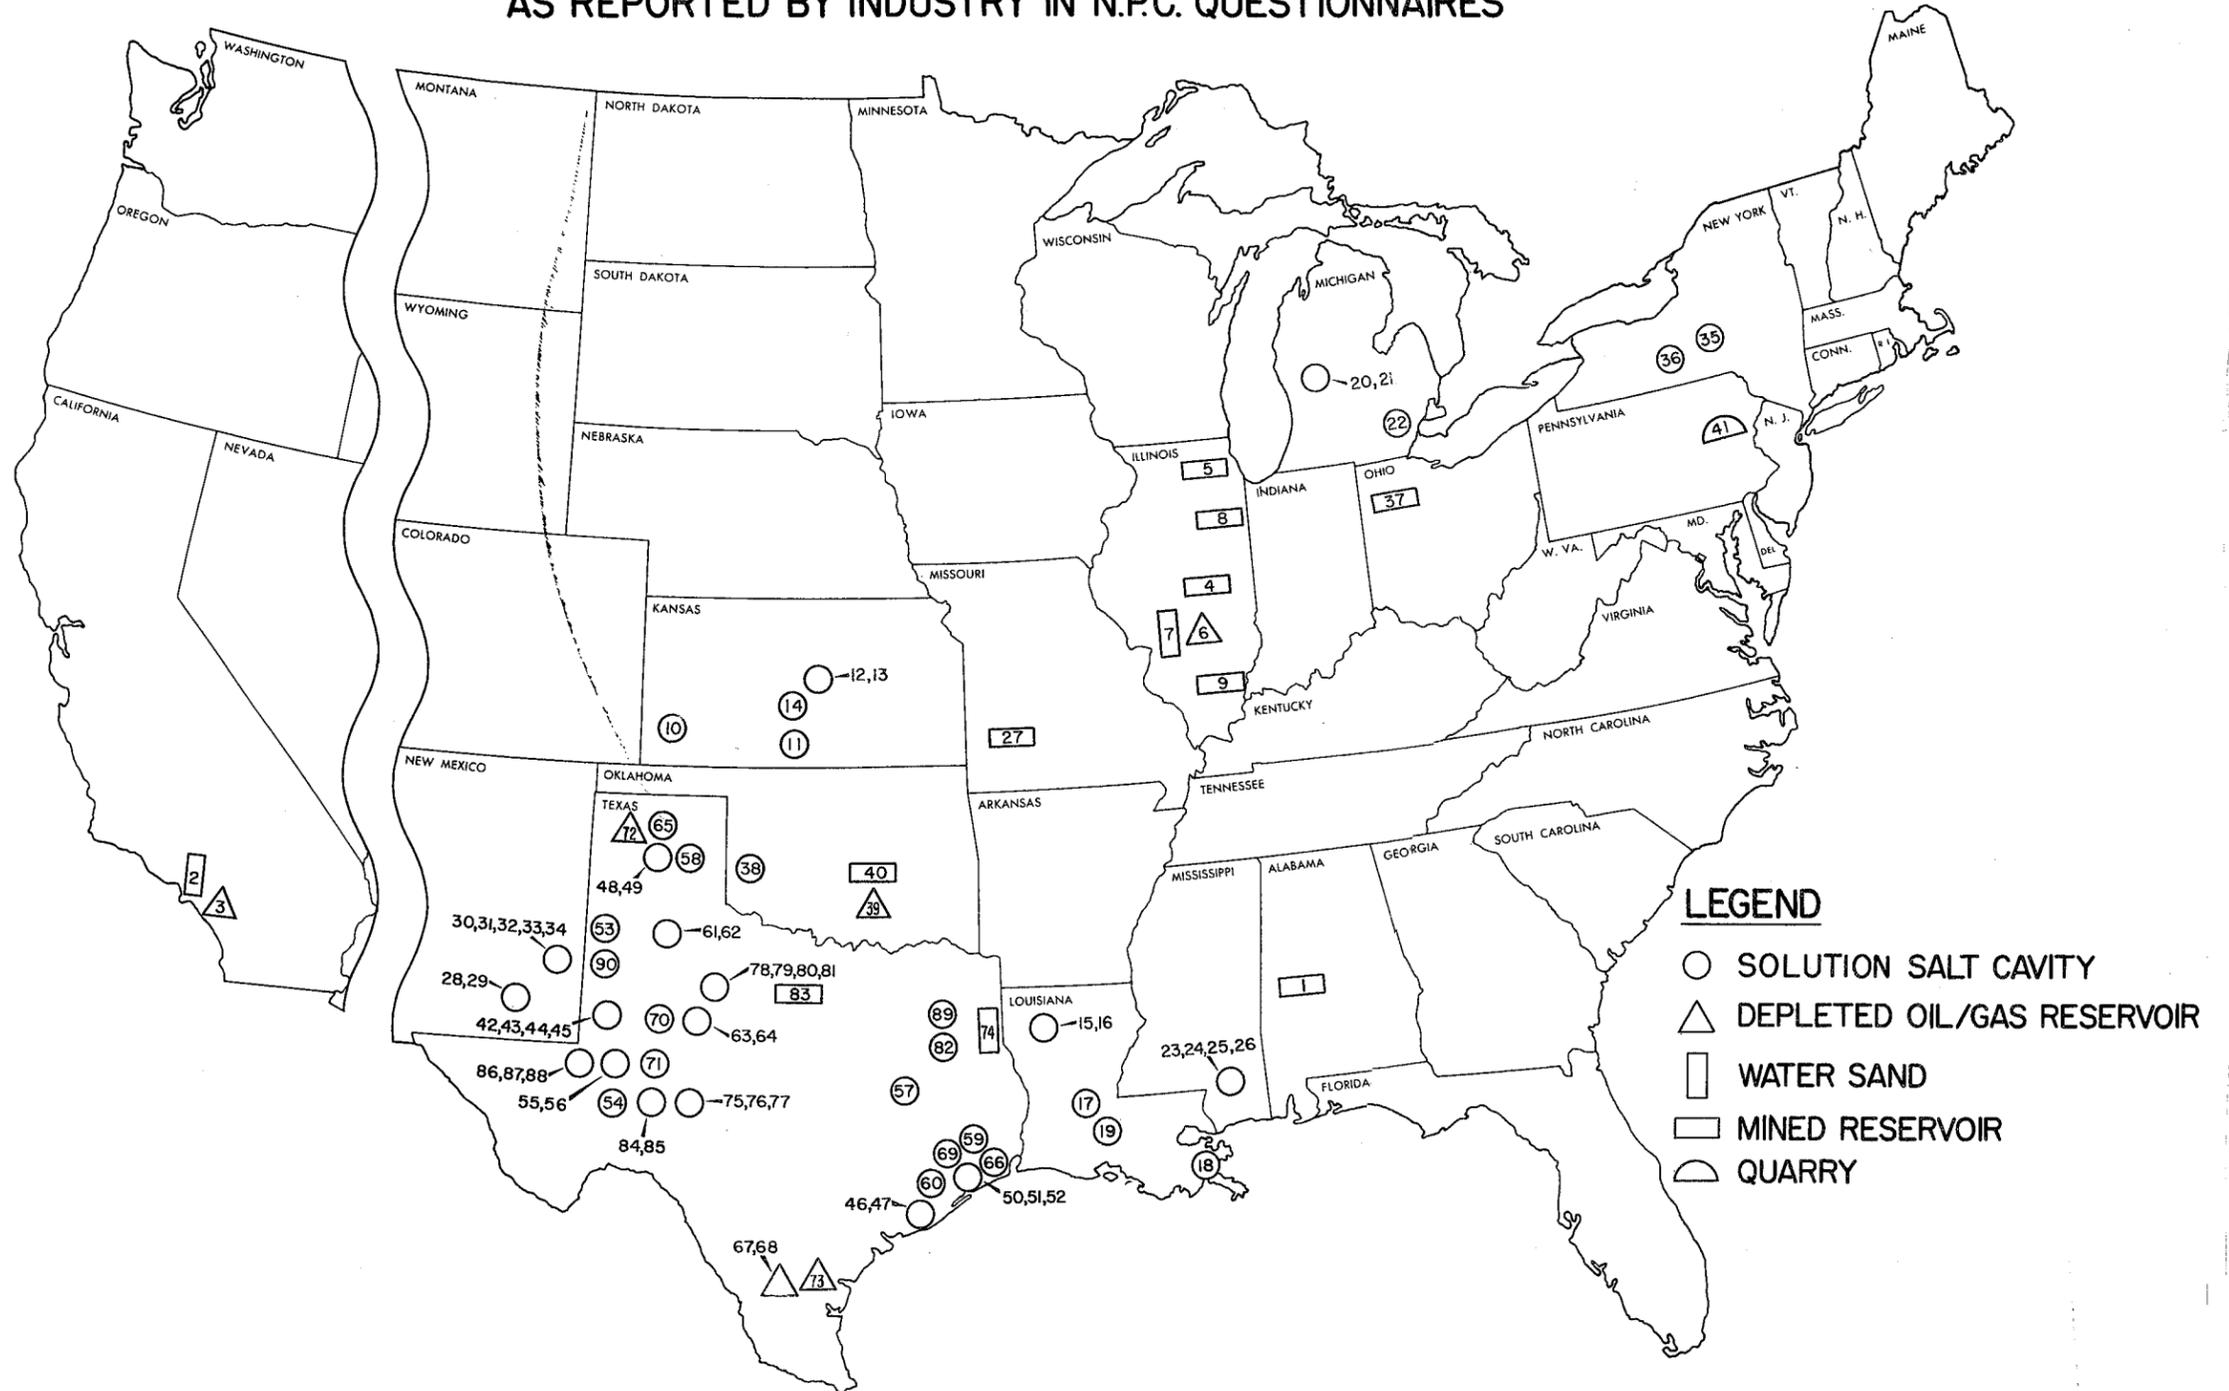 AS REPORTED BY INDUSTRY IN N.P.C. QUESTIONNAIRES
WASHINGTON
MONTANA
NORTH DAKOTA
MINNESOTA
MAINE
OREGON
WISCONSIN
NEW YORK
VT.
N. H.
SOUTH DAKOTA
MICHIGAN
WYOMING
MASS.
CONN.
R I
35
36
20,21
22
CALIFORNIA
NEVADA
NEBRASKA
IOWA
ILLINOIS
5
INDIANA
OHIO
37
PENNSYLVANIA
41
N. J.
8
MD.
DEL
W. VA.
COLORADO
MISSOURI
4
KANSAS
7
6
VIRGINIA
12,13
14
10
11
9
KENTUCKY
27
NORTH CAROLINA
NEW MEXICO
OKLAHOMA
TENNESSEE
TEXAS
72
65
ARKANSAS
SOUTH CAROLINA
58
48,49
38
40
39
MISSISSIPPI
ALABAMA
GEORGIA
2
3
30,31,32,33,34
53
61,62
90
28,29
78,79,80,81
83
1
42,43,44,45
70
63,64
89
82
74
LOUISIANA
15,16
23,24,25,26
86,87,88
71
55,56
54
75,76,77
84,85
57
17
19
18
FLORIDA
59
69
66
60
50,51,52
46,47
67,68
73
LEGEND
SOLUTION SALT CAVITY
DEPLETED OIL/GAS RESERVOIR
WATER SAND
MINED RESERVOIR
QUARRY